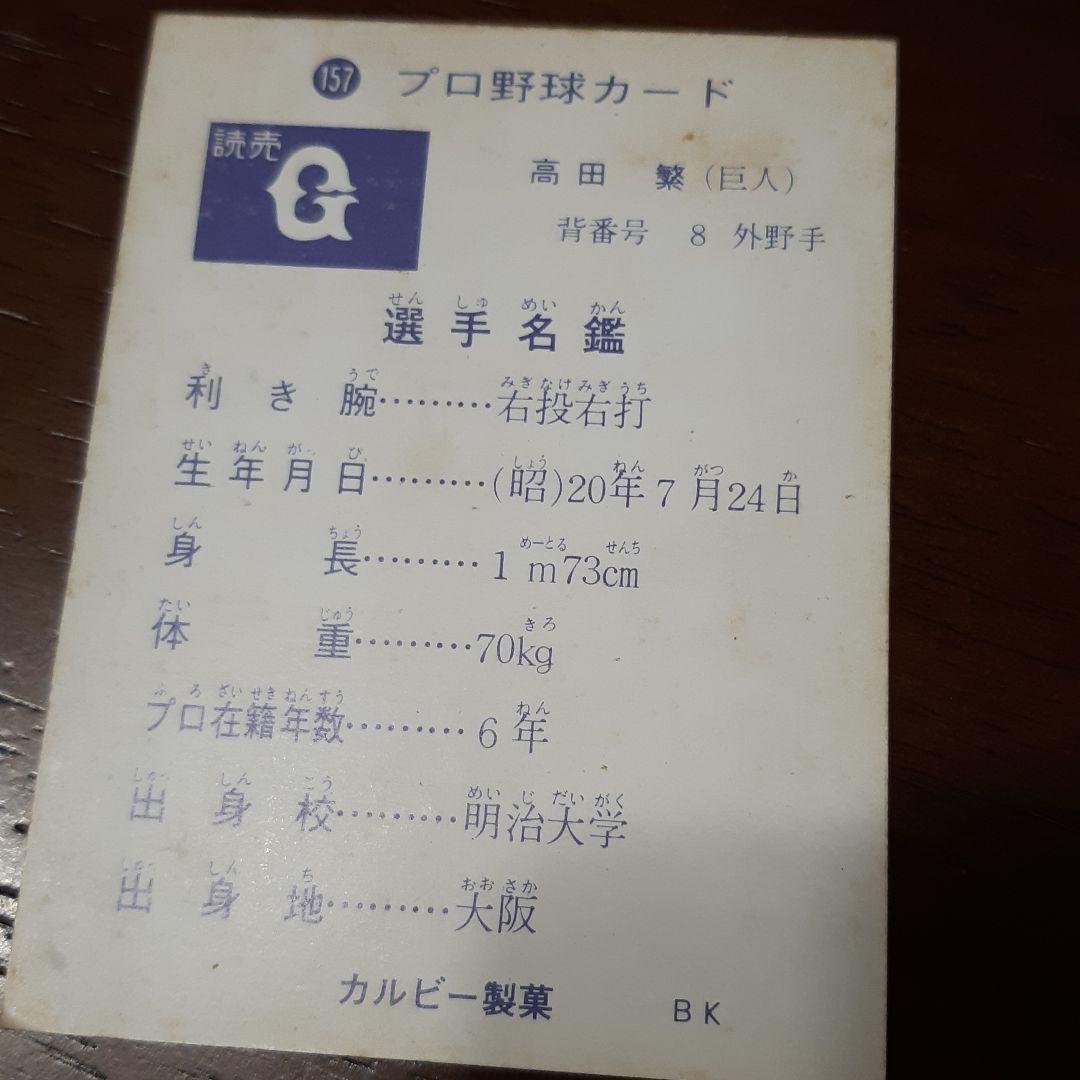 157 プロ野球カード
読売
G
高田 繁(巨人)
背番号 8 外野手
せん しゅ めい かん
選手名鑑
き うで みぎなげみぎうち
利き腕………右投右打
せい ねん がっ ぴ しょう ねん がつ か
生年月日………(昭)20年7月24日
しん ちょう めーとる せんち
身長………1m73cm
たい じゅう きろ
体重………70kg
ぷろ ざいせきねんすう ねん
プロ在籍年数………6年
しゅっ しん こう めい じ だい がく
出身校………明治大学
しゅっ しん ち おおさか
出身地………大阪
カルビー製菓 BK